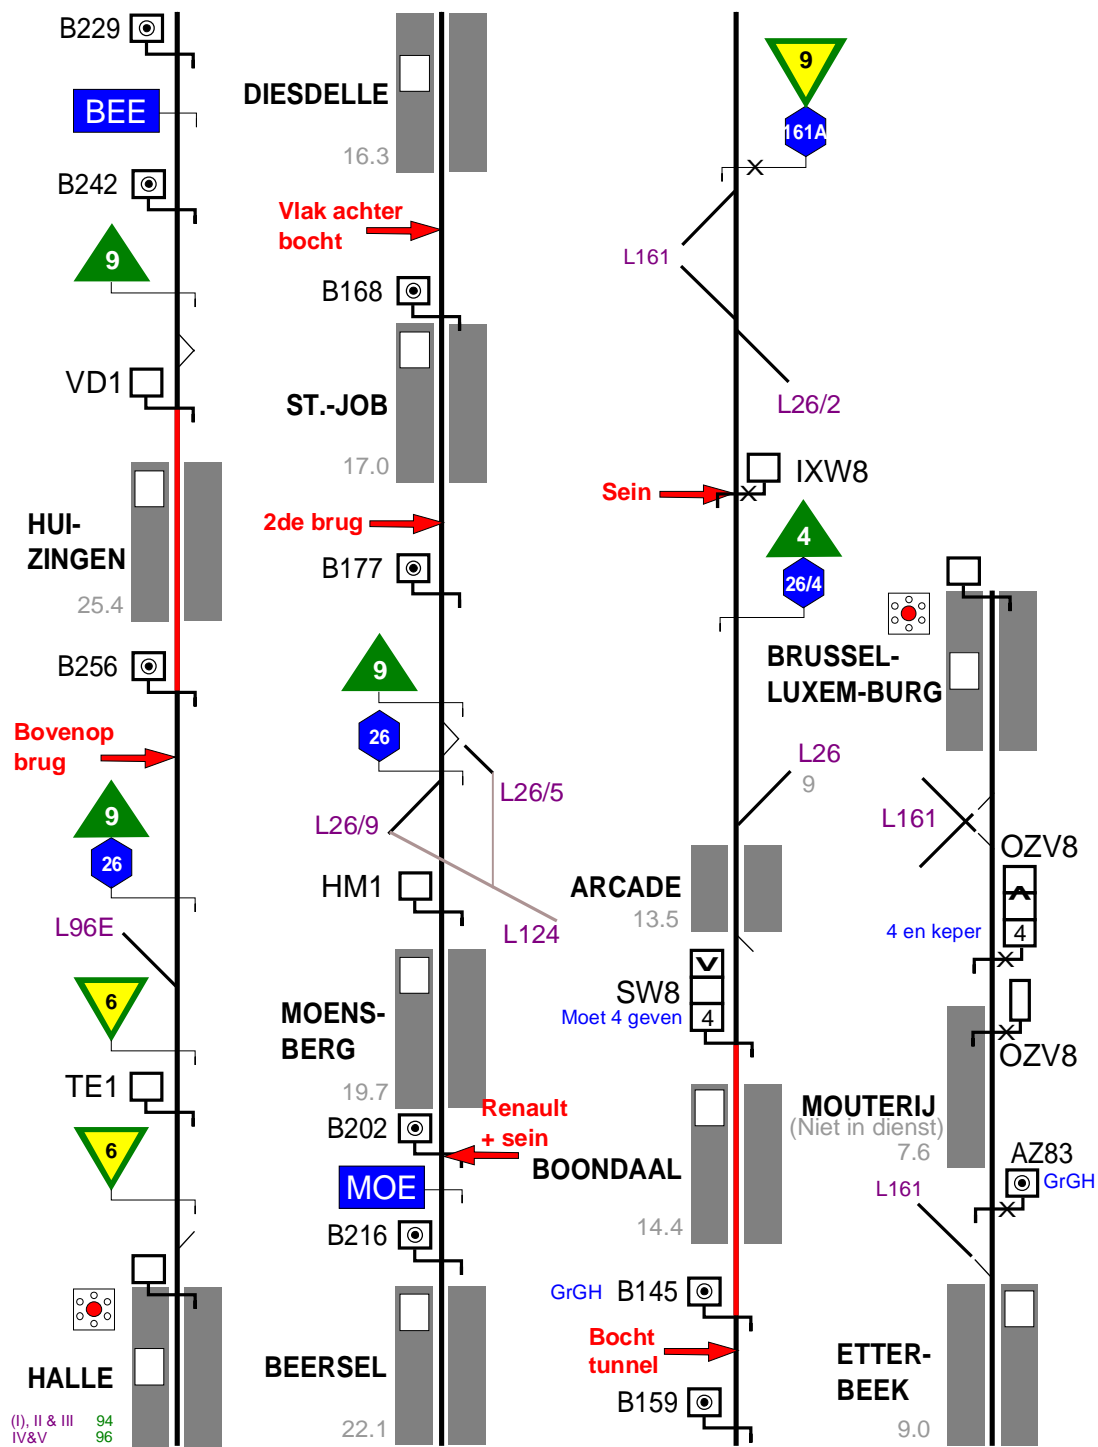 B229
BEE
B242
9
VD1
HUI-
ZINGEN
25.4
B256
Bovenop
brug
9
26
L96E
6
TE1
6
HALLE
(I), II & III 94
IV&V 96
DIESDELLE
16.3
Vlak achter
bocht
B168
ST.-JOB
17.0
2de brug
B177
9
26
L26/5
L26/9
HM1
L124
MOENS-
BERG
19.7
B202
Renault
+ sein
MOE
B216
BEERSEL
22.1
9
161A
L161
L26/2
Sein
IXW8
4
26/4
L26
9
ARCADE
13.5
V
SW8
Moet 4 geven
4
BOONDAAL
14.4
GrGH
B145
Bocht
tunnel
B159
BRUSSEL-
LUXEM-BURG
L161
OZV8
4 en keper
4
OZV8
MOUTERIJ
(Niet in dienst)
7.6
AZ83
GrGH
L161
ETTER-
BEEK
9.0